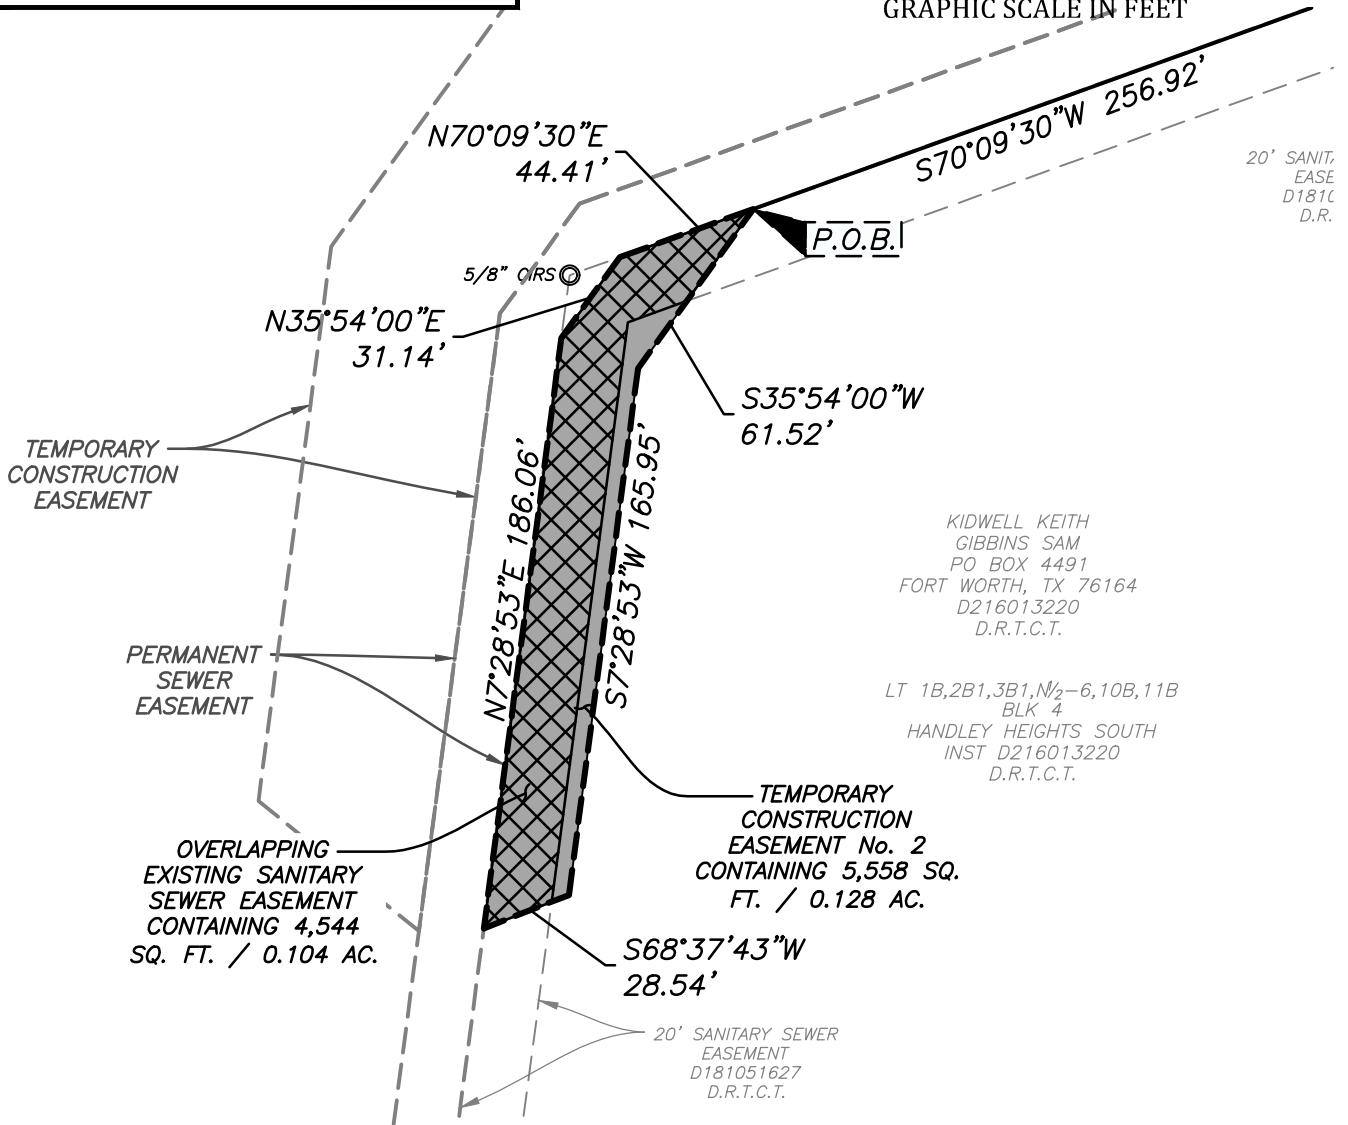 GRAPHIC SCALE IN FEET
S70°09'30"W 256.92'
N70°09'30"E
44.41'
20' SANIT
EASE
D181
D.R.
P.O.B.
5/8" CIRS
N35°54'00"E
31.14'
S35°54'00"W
61.52'
TEMPORARY
CONSTRUCTION
EASEMENT
N7°28'53"E 186.06'
S7°28'53"W 165.95'
KIDWELL KEITH
GIBBINS SAM
PO BOX 4491
FORT WORTH, TX 76164
D216013220
D.R.T.C.T.
PERMANENT
SEWER
EASEMENT
LT 1B,2B1,3B1,N½-6,10B,11B
BLK 4
HANDLEY HEIGHTS SOUTH
INST D216013220
D.R.T.C.T.
TEMPORARY
CONSTRUCTION
EASEMENT No. 2
CONTAINING 5,558 SQ.
FT. / 0.128 AC.
OVERLAPPING
EXISTING SANITARY
SEWER EASEMENT
CONTAINING 4,544
SQ. FT. / 0.104 AC.
S68°37'43"W
28.54'
20' SANITARY SEWER
EASEMENT
D181051627
D.R.T.C.T.